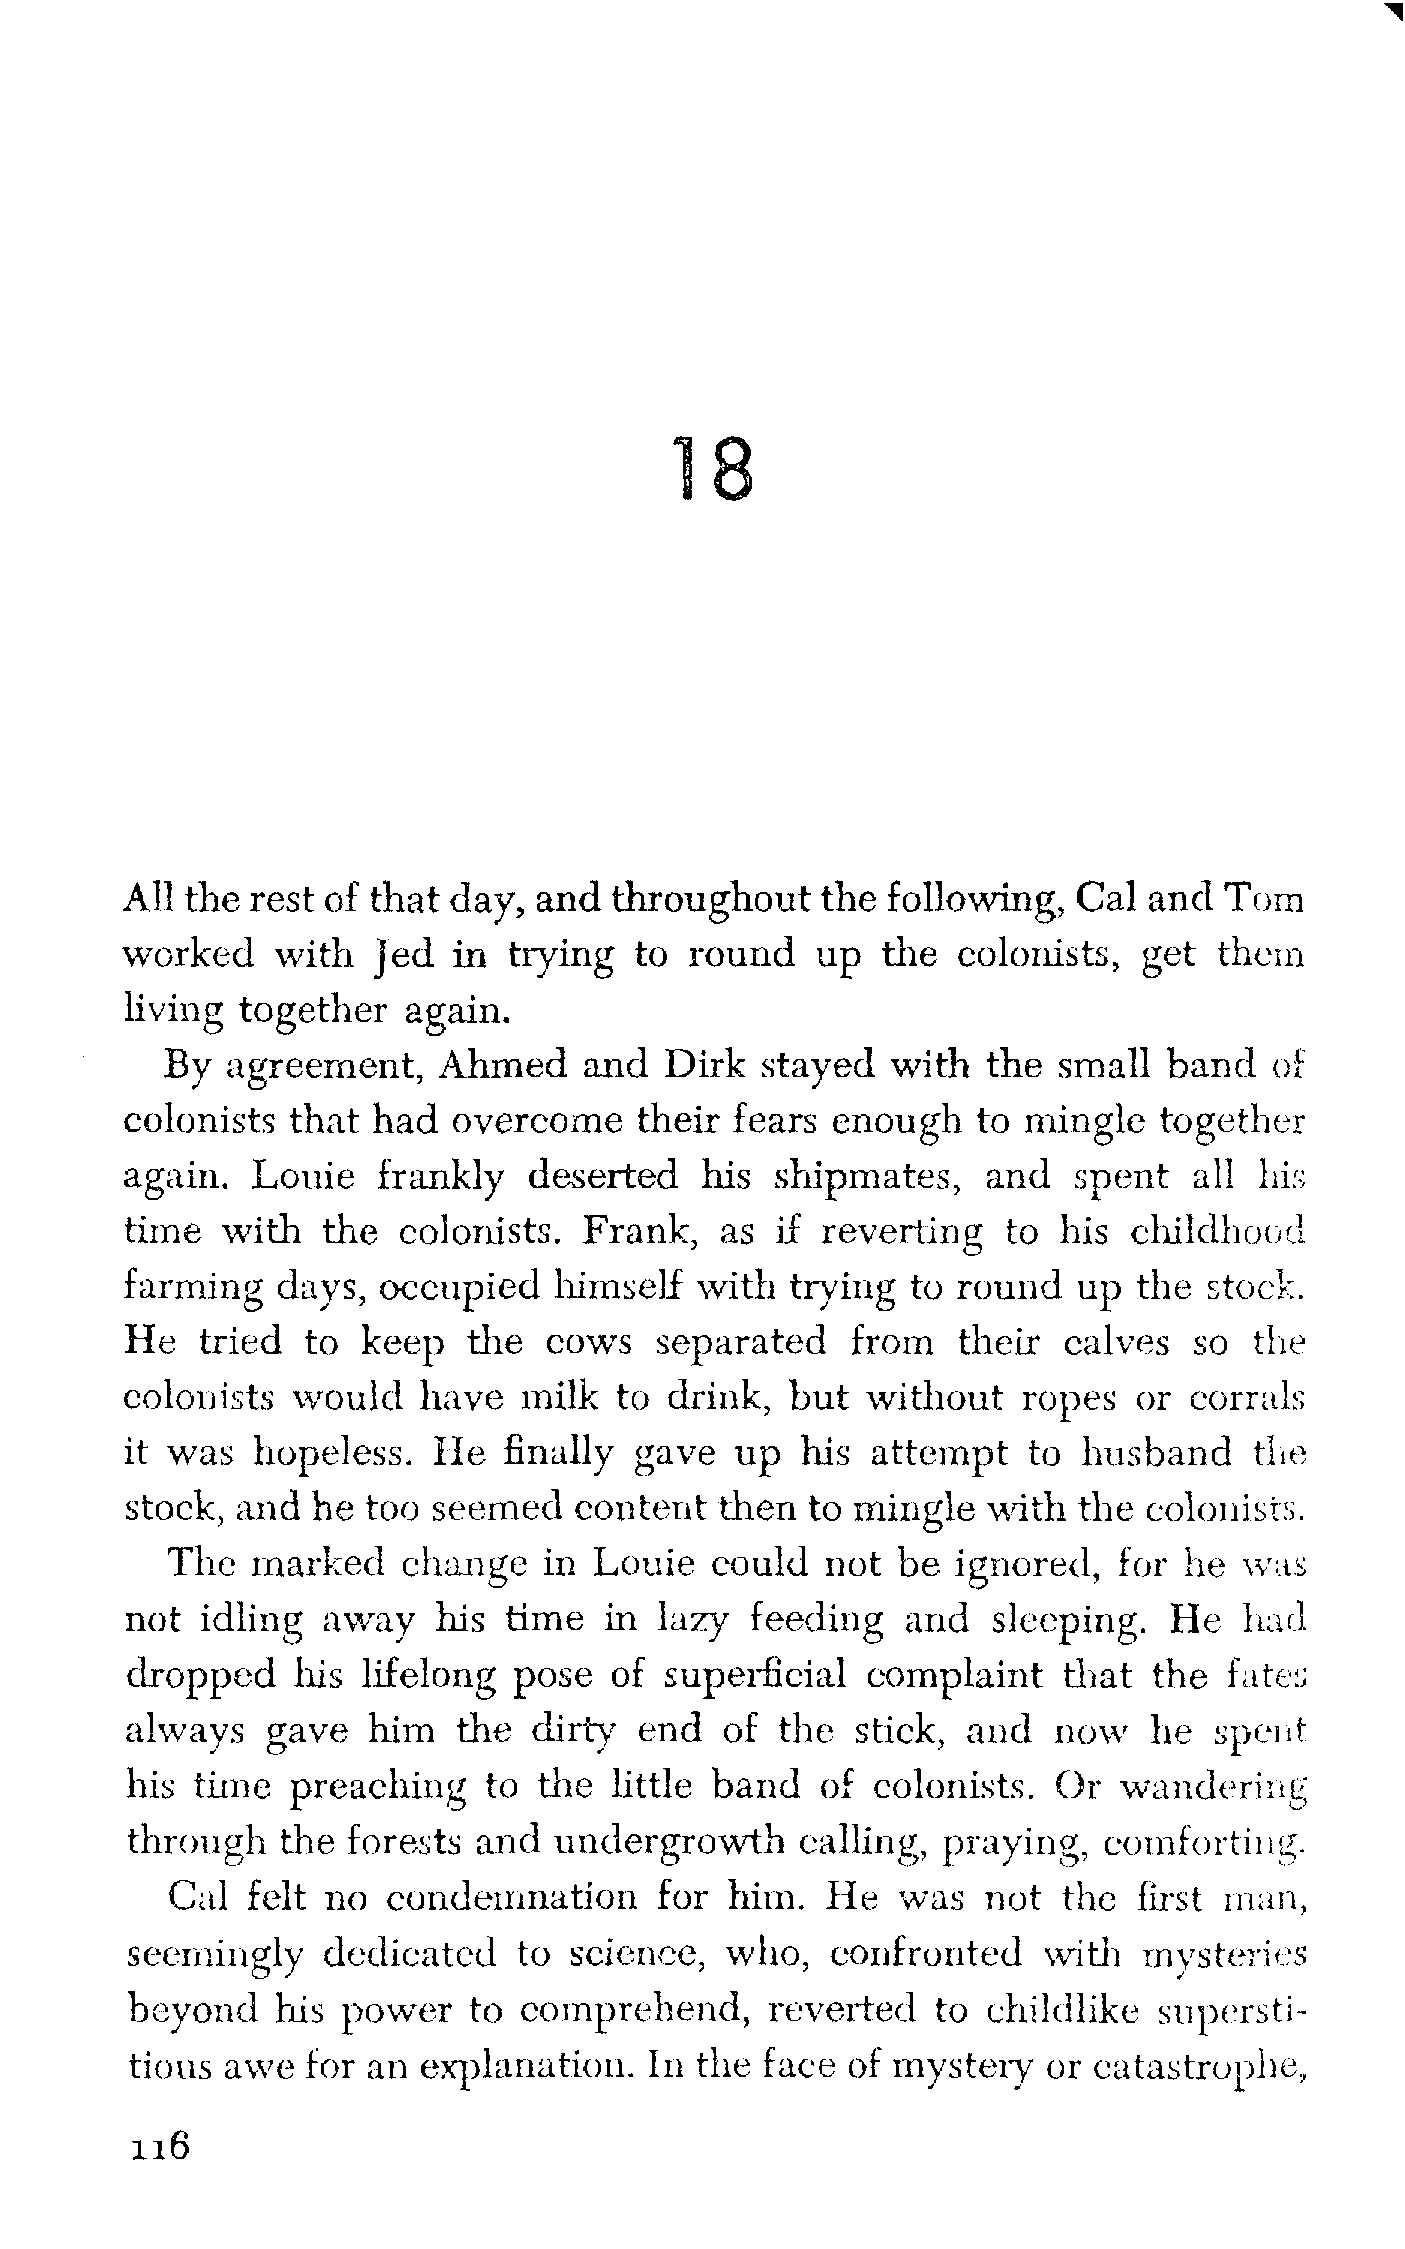 18
All the rest of that day, and throughout the following, Cal and Tom
worked with Jed in trying to round up the colonists, get them
living together again.
By agreement, Ahmed and Dirk stayed with the small band of
colonists that had overcome their fears enough to mingle together
again. Louie frankly deserted his shipmates, and spent all his
time with the colonists. Frank, as if reverting to his childhood
farming days, occupied himself with trying to round up the stock.
He tried to keep the cows separated from their calves so the
colonists would have milk to drink, but without ropes or corrals
it was hopeless. He finally gave up his attempt to husband the
stock, and he too seemed content then to mingle with the colonists.
The marked change in Louie could not be ignored, for he was
not idling away his time in lazy feeding and sleeping. He had
dropped his lifelong pose of superficial complaint that the fates
always gave him the dirty end of the stick, and now he spent
his time preaching to the little band of colonists. Or wandering
through the forests and undergrowth calling, praying, comforting.
Cal felt no condemnation for him. He was not the first man,
seemingly dedicated to science, who, confronted with mysteries
beyond his power to comprehend, reverted to childlike supersti-
tious awe for an explanation. In the face of mystery or catastrophe,
116